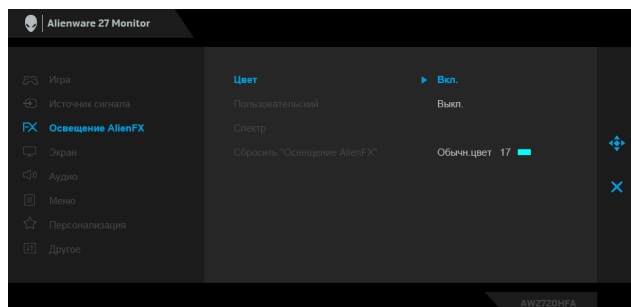 Alienware 27 Monitor
Игра
Источник сигнала
Освещение AlienFX
Экран
Аудио
Меню
Персонализация
Другое
Цвет
Пользовательский
Спектр
Сбросить "Освещение AlienFX"
Вкл.
Выкл.
Обычн.цвет 17
AW2720HFA